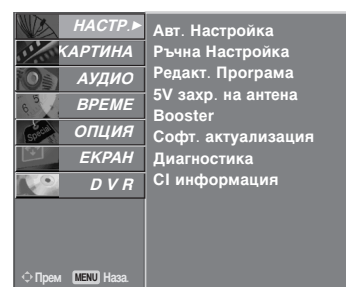 НАСТР.
КАРТИНА
АУДИО
ВРЕМЕ
ОПЦИЯ
ЕКРАН
D V R
Авт. Настройка
Ръчна Настройка
Редакт. Програма
5V захр. на антена
Booster
Софт. актуализация
Диагностика
CI информация
Прем MENU Наза.